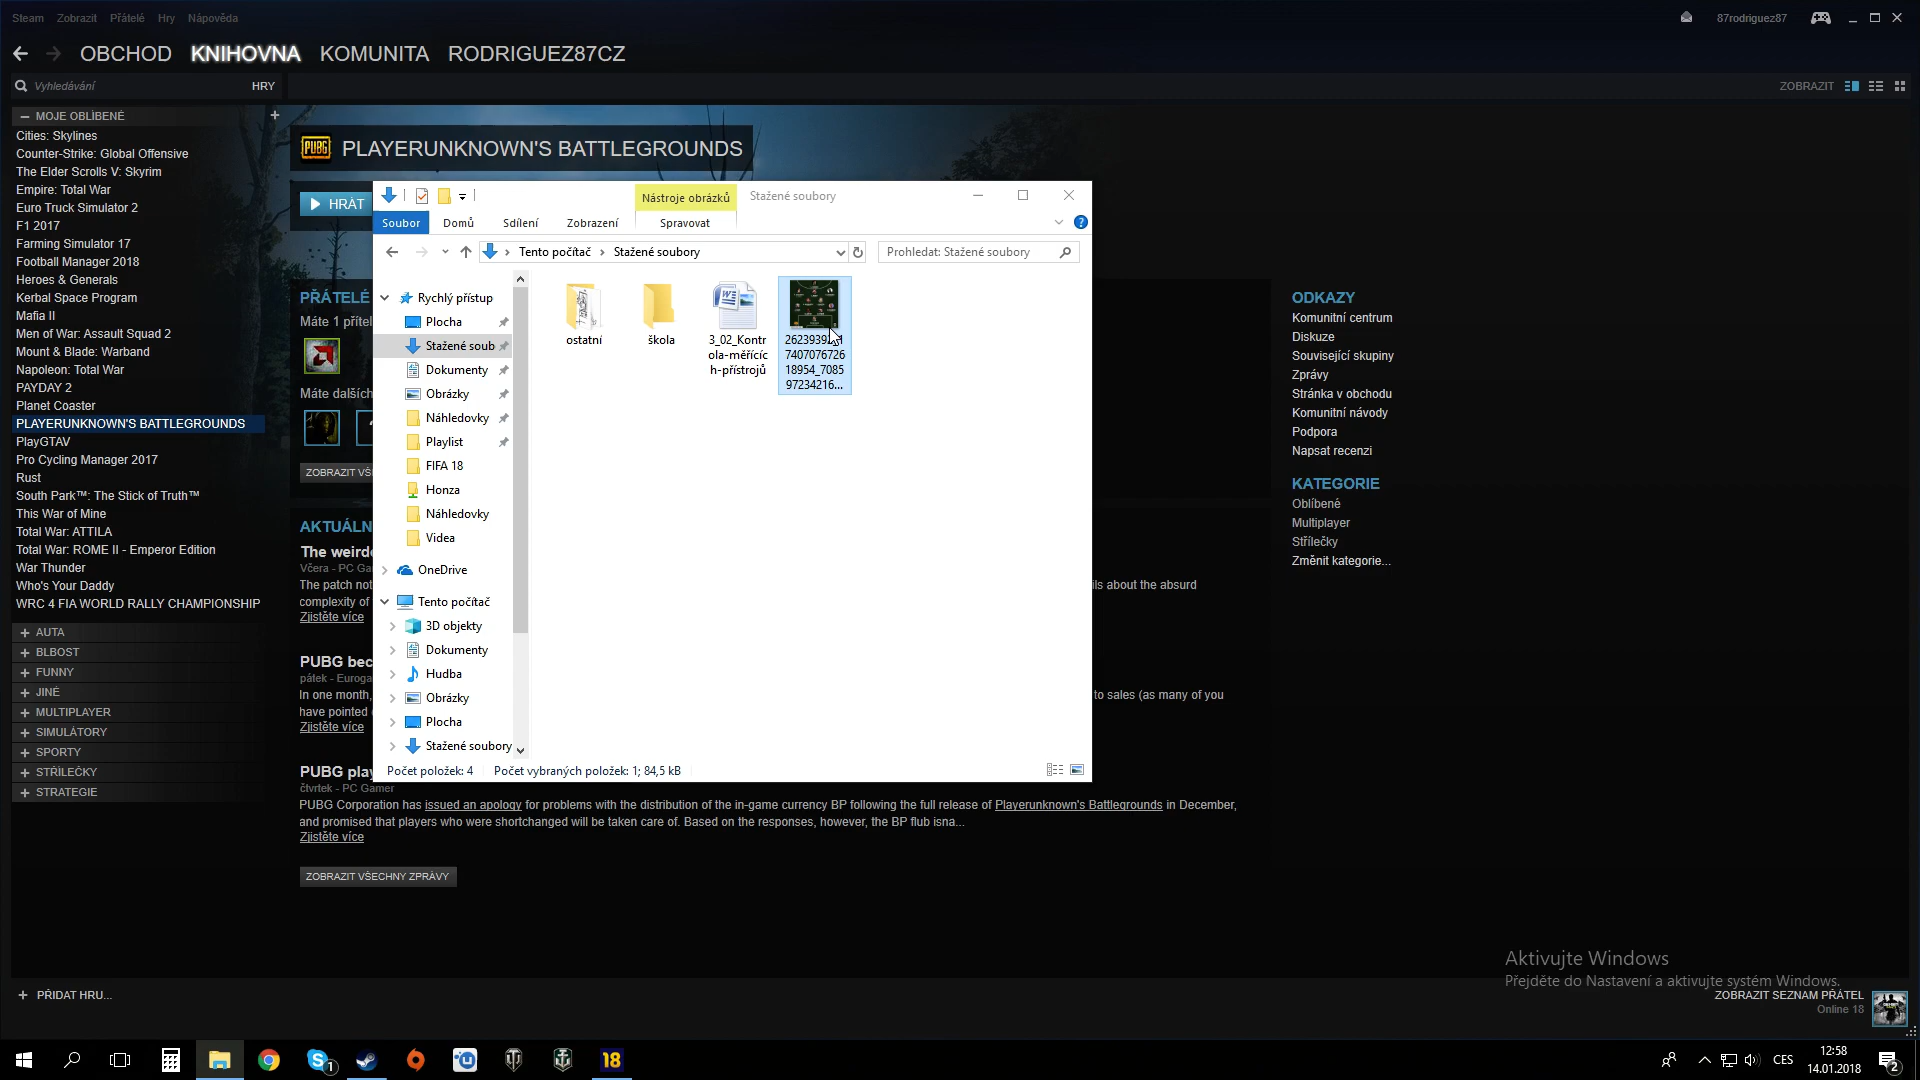 Steam Zobrazit Přátelé Hry Nápověda
87rodriguez87
OBCHOD KNIHOVNA KOMUNITA RODRIGUEZ87CZ
Vyhledávání HRY
ZOBRAZIT
— MOJE OBLÍBENÉ +
Cities: Skylines
Counter-Strike: Global Offensive
The Elder Scrolls V: Skyrim
Empire: Total War
Euro Truck Simulator 2
F1 2017
Farming Simulator 17
Football Manager 2018
Heroes & Generals
Kerbal Space Program
Mafia II
Men of War: Assault Squad 2
Mount & Blade: Warband
Napoleon: Total War
PAYDAY 2
Planet Coaster
PLAYERUNKNOWN'S BATTLEGROUNDS
PlayGTAV
Pro Cycling Manager 2017
Rust
South Park™: The Stick of Truth™
This War of Mine
Total War: ATTILA
Total War: ROME II - Emperor Edition
War Thunder
Who's Your Daddy
WRC 4 FIA WORLD RALLY CHAMPIONSHIP
+ AUTA
+ BLBOST
+ FUNNY
+ JINÉ
+ MULTIPLAYER
+ SIMULÁTORY
+ SPORTY
+ STŘÍLEČKY
+ STRATEGIE
+ PŘIDAT HRU...
PUBG PLAYERUNKNOWN'S BATTLEGROUNDS
HRÁT
PŘÁTELÉ
Máte 1 přítel
Máte dalších
ZOBRAZIT VŠ
AKTUÁLN
The weird
Včera - PC Ga
The patch not
ils about the absurd
complexity of
Zjistěte více
PUBG bec
pátek - Euroga
In one month,
to sales (as many of you
have pointed
Zjistěte více
PUBG play
čtvrtek - PC Gamer
PUBG Corporation has issued an apology for problems with the distribution of the in-game currency BP following the full release of Playerunknown's Battlegrounds in December,
and promised that players who were shortchanged will be taken care of. Based on the responses, however, the BP flub isna...
Zjistěte více
ZOBRAZIT VŠECHNY ZPRÁVY
Nástroje obrázků Stažené soubory
Soubor Domů Sdílení Zobrazení Spravovat
Tento počítač Stažené soubory
Prohledat: Stažené soubory
Rychlý přístup
Plocha
Stažené soub
Dokumenty
Obrázky
Náhledovky
Playlist
FIFA 18
Honza
Náhledovky
Videa
OneDrive
Tento počítač
3D objekty
Dokumenty
Hudba
Obrázky
Plocha
Stažené soubory
ostatní
škola
3_02_Kontr
ola-měřícíc
h-přístrojů
7407076726
18954_7085
97234216...
Počet položek: 4 Počet vybraných položek: 1; 84,5 kB
ODKAZY
Komunitní centrum
Diskuze
Související skupiny
Zprávy
Stránka v obchodu
Komunitní návody
Podpora
Napsat recenzi
KATEGORIE
Oblíbené
Multiplayer
Střílečky
Změnit kategorie...
Aktivujte Windows
Přejděte do Nastavení a aktivujte systém Windows.
ZOBRAZIT SEZNAM PŘÁTEL
Online 18
1
18
CES
12:58
14.01.2018
2